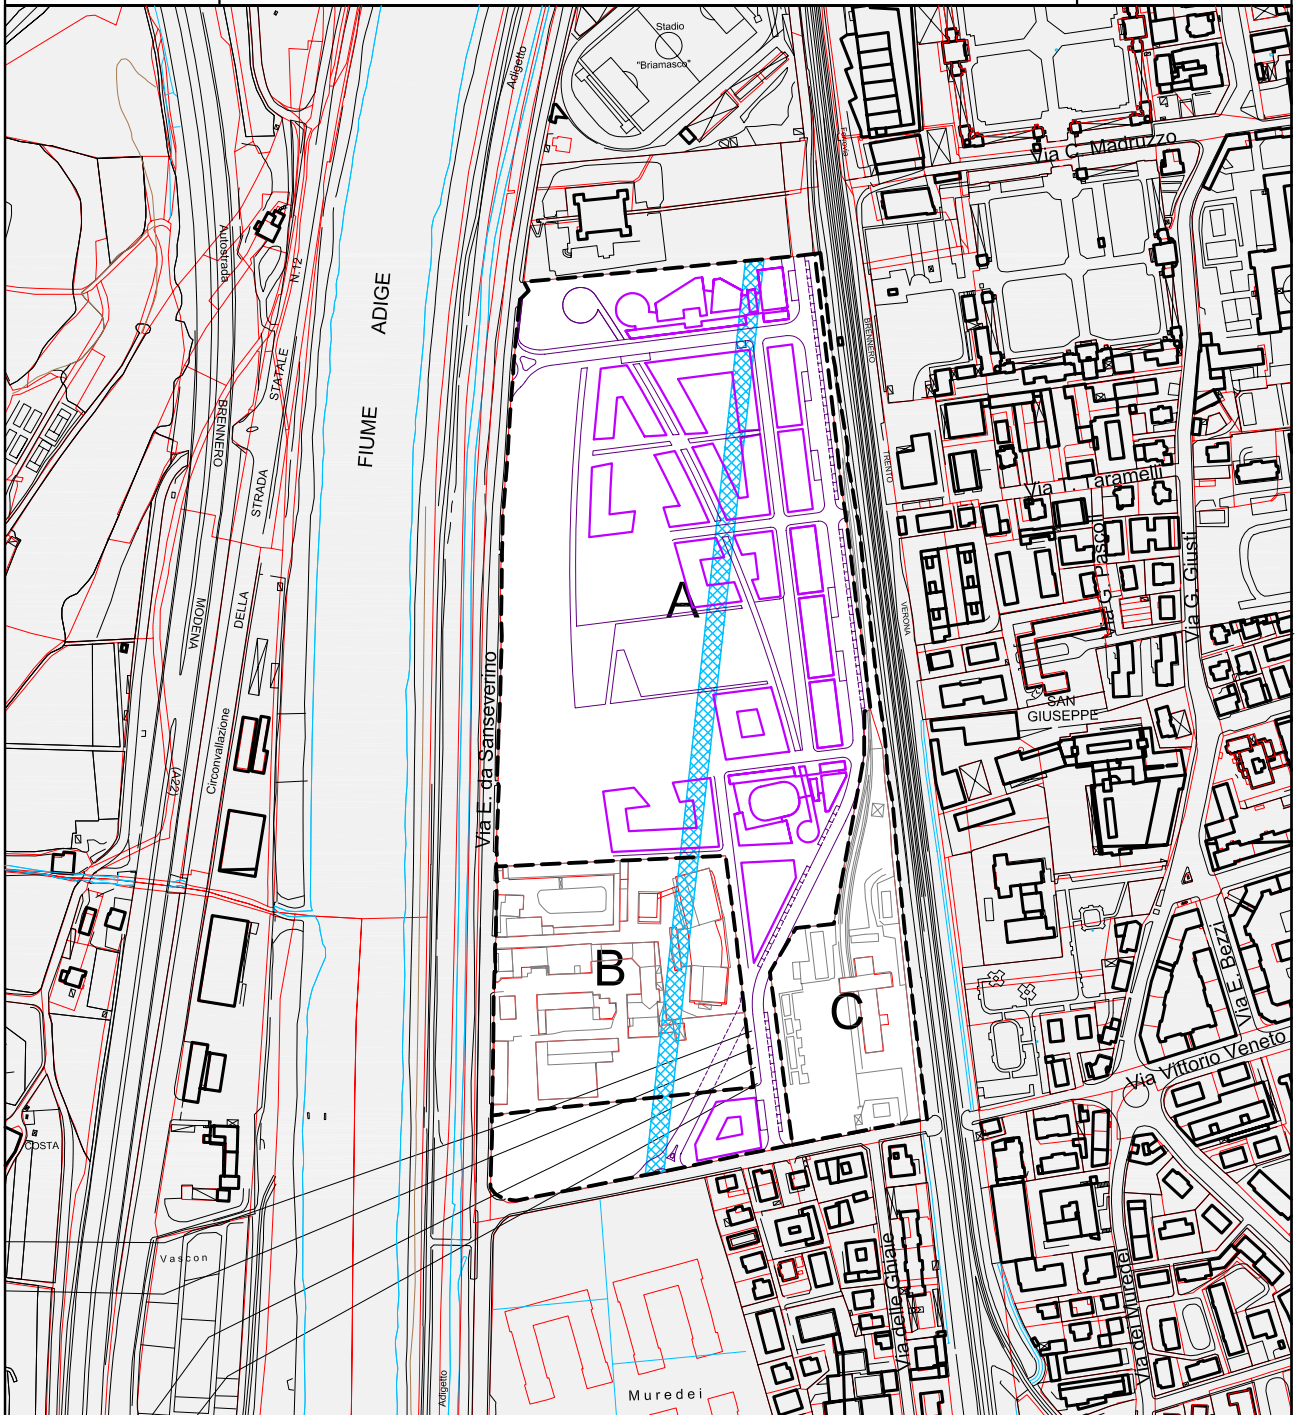 Stadio
"Briamasco"
Adigetto
Ferrovia
Via C. Madruzzo
Autostrada
N.12
ADIGE
FIUME
STATALE
BRENNERO
STRADA
BRENNERO
TRENTO
Via T. Taramelli
Via G. Pascoli
Via G. Giusti
MODENA
DELLA
A
VERONA
Via E. da Sanseverino
SAN
GIUSEPPE
Circonvallazione
(A22)
B
C
Via E. Bezzi
Via Vittorio Veneto
COSTA
Vascon
Via delle Ghiaie
Via dei Muredei
Adigetto
Muredei